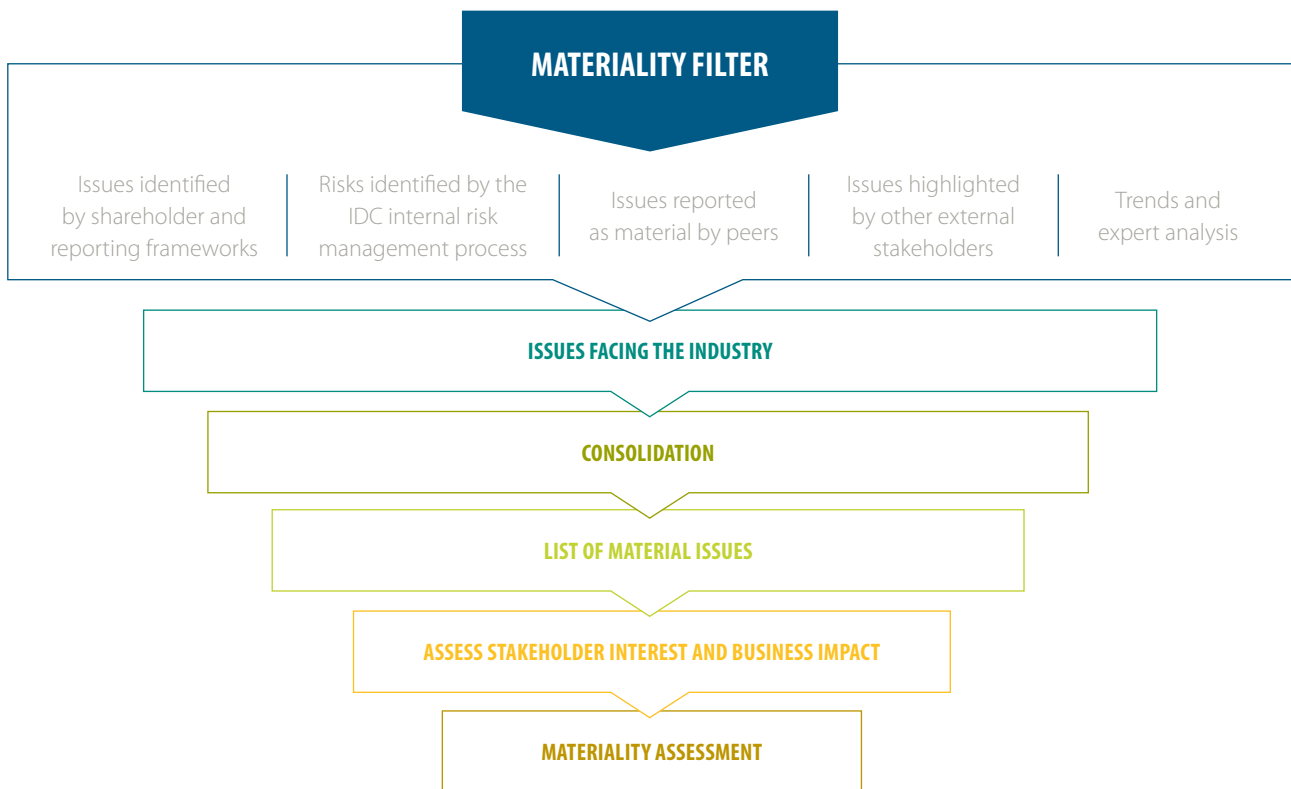 MATERIALITY FILTER
Issues identified
by shareholder and
reporting frameworks
Risks identified by the
IDC internal risk
management process
Issues reported
as material by peers
Issues highlighted
by other external
stakeholders
Trends and
expert analysis
ISSUES FACING THE INDUSTRY
CONSOLIDATION
LIST OF MATERIAL ISSUES
ASSESS STAKEHOLDER INTEREST AND BUSINESS IMPACT
MATERIALITY ASSESSMENT